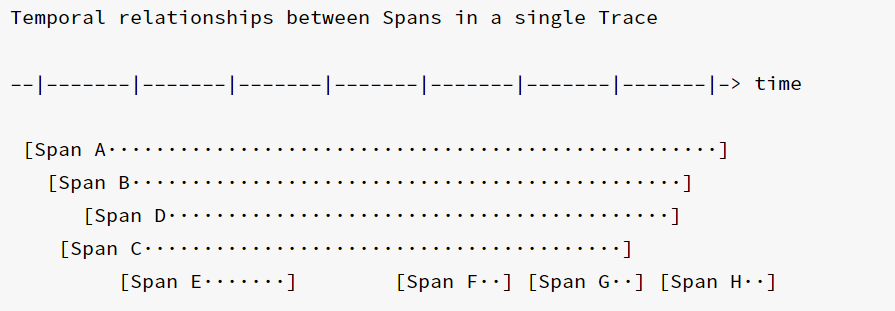 Temporal relationships between Spans in a single Trace
--|-------|-------|-------|-------|-------|-------|-------|-> time
[Span A···················································]
[Span B··············································]
[Span D··········································]
[Span C········································]
[Span E·······]        [Span F··] [Span G··] [Span H··]